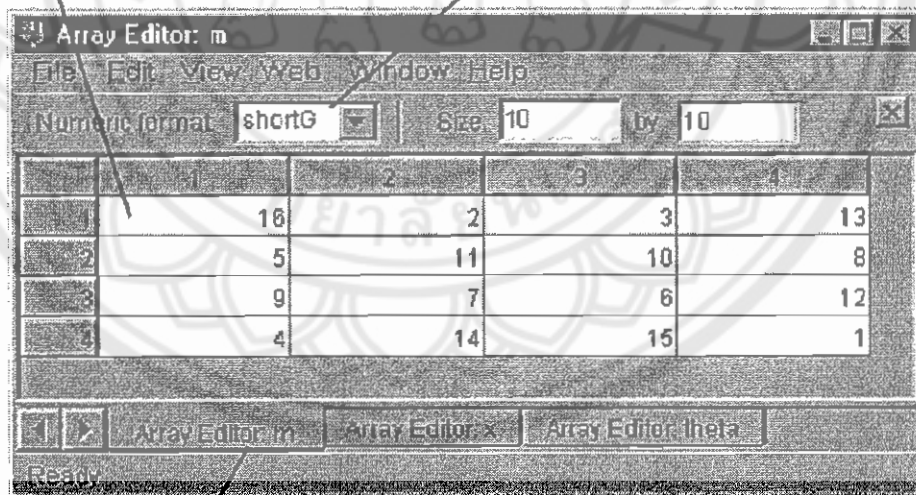 Array Editor: m
File Edit View Web Window Help
Numeric format: shortG Size: 10 by 10
1 2 3 4
1 16 2 3 13
2 5 11 10 8
3 9 7 6 12
4 4 14 15 1
Array Editor: m Array Editor: x Array Editor: theta
Ready